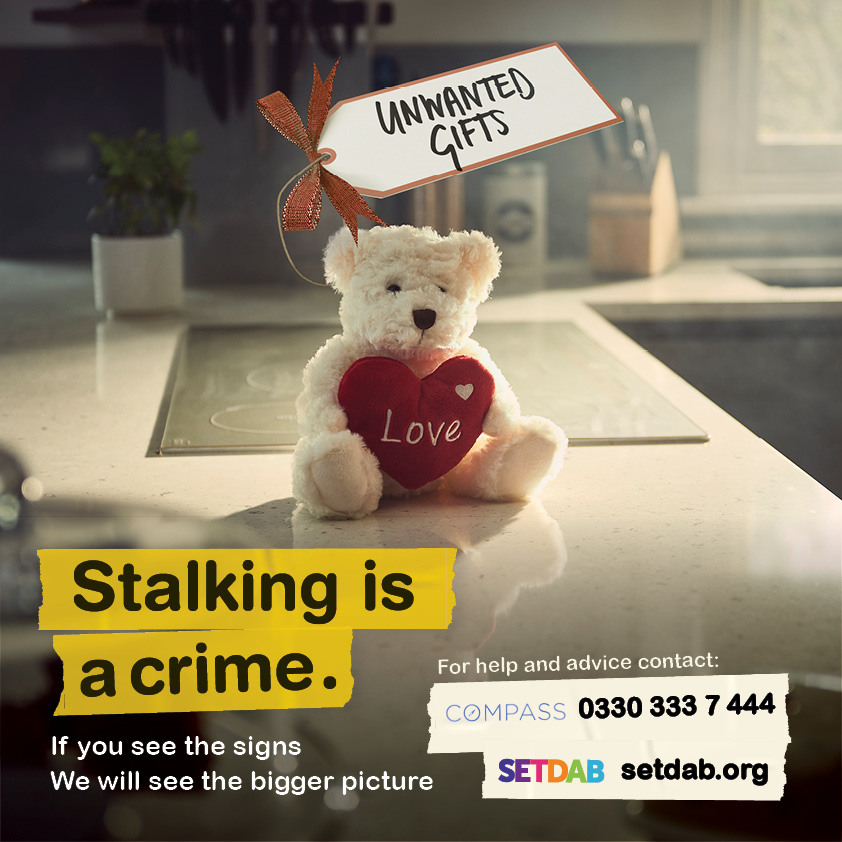 UNWANTED
GIFTS
Love
Stalking is
a crime.
If you see the signs
We will see the bigger picture
For help and advice contact:
COMPASS 0330 333 7 444
SETDAB setdab.org